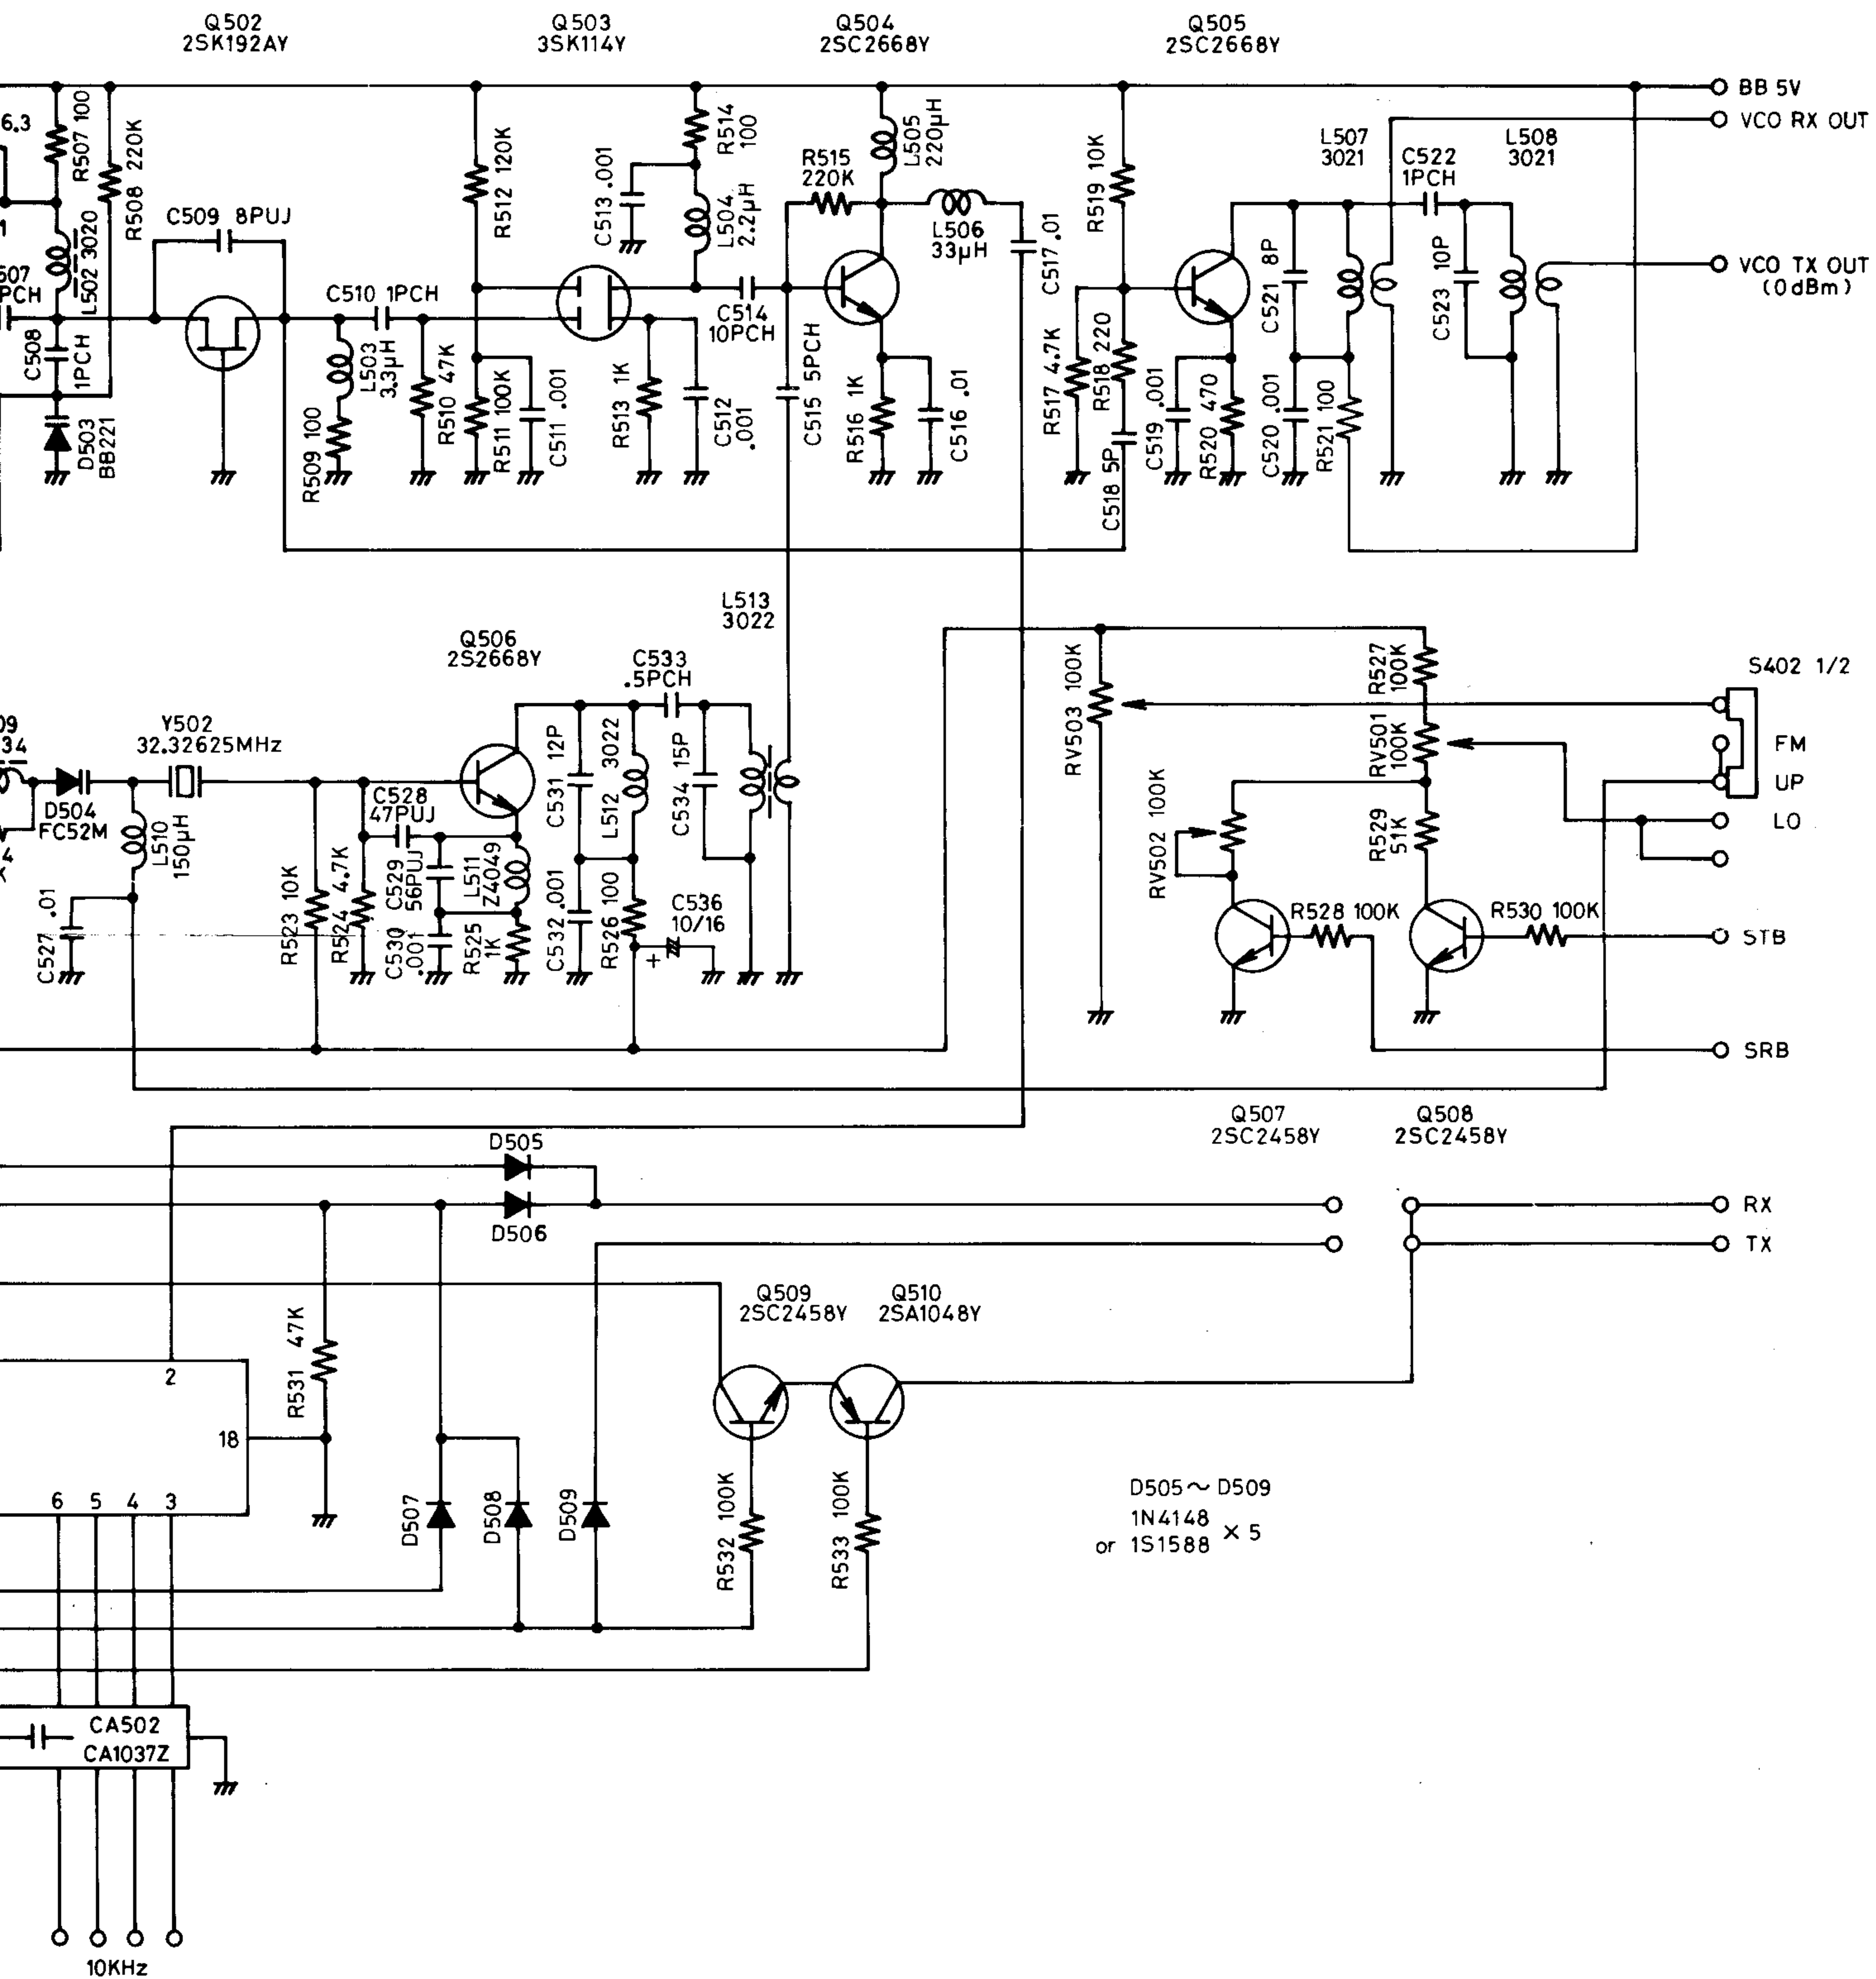 Q502
2SK192AY
Q503
3SK114Y
Q504
2SC2668Y
Q505
2SC2668Y
BB 5V
VCO RX OUT
VCO TX OUT
(0dBm)
6.3
R507 100
R508 220K
L502 3020
C509 8PUJ
507
PCH
C508
1PCH
D503
BB221
C510 1PCH
L503
3.3μH
R509 100
R510 47K
R512 120K
R511 100K
C511 .001
C513 .001
R514
100
L504
2.2μH
R513 1K
C512
.001
C514
10PCH
C515 5PCH
R515
220K
L505
220μH
L506
33μH
R516 1K
C516 .01
C517 .01
R519 10K
R517 4.7K
R518 220
C518 5P
C519 .001
R520 470
C521 8P
C520 .001
R521 100
L507
3021
C522
1PCH
L508
3021
C523 10P
L513
3022
Q506
2S2668Y
C533
.5PCH
09
34
Y502
32.32625MHz
D504
FC52M
L510
150μH
C527 .01
R523 10K
R524 4.7K
C528
47PUJ
C529
56PUJ
C530
.001
L511
Z4049
R525
1K
C531 12P
L512 3022
C532 .001
R526 100
C534 15P
C536
10/16
+
RV503 100K
R527
100K
RV501
100K
RV502 100K
R529
51K
R528 100K
R530 100K
S402 1/2
FM
UP
LO
STB
SRB
Q507
2SC2458Y
Q508
2SC2458Y
D505
D506
RX
TX
Q509
2SC2458Y
Q510
2SA1048Y
R531 47K
2
18
6 5 4 3
D507
D508
D509
R532 100K
R533 100K
D505~D509
1N4148
or 1S1588 × 5
CA502
CA1037Z
10KHz